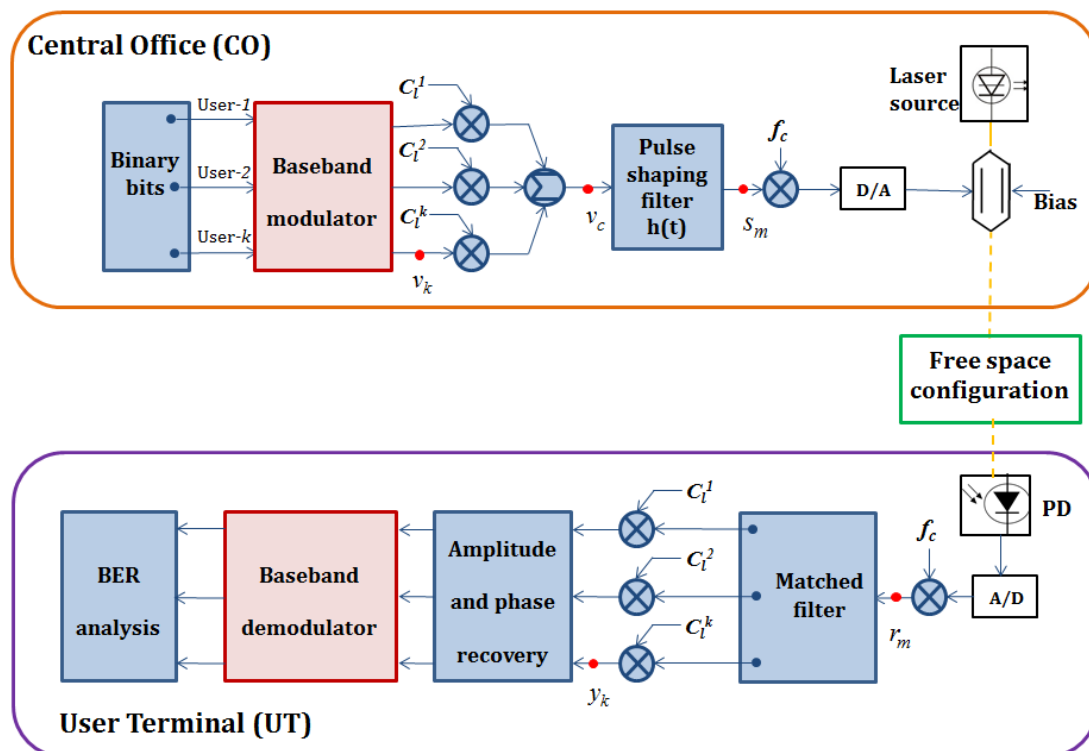 Central Office (CO)
Laser
source
User-1
User-2
User-k
Binary
bits
Baseband
modulator
C_l^1
C_l^2
C_l^k
v_k
Σ
v_c
Pulse
shaping
filter
h(t)
s_m
f_c
D/A
Bias
Free space
configuration
PD
A/D
f_c
r_m
Matched
filter
C_l^1
C_l^2
C_l^k
y_k
Amplitude
and phase
recovery
Baseband
demodulator
BER
analysis
User Terminal (UT)